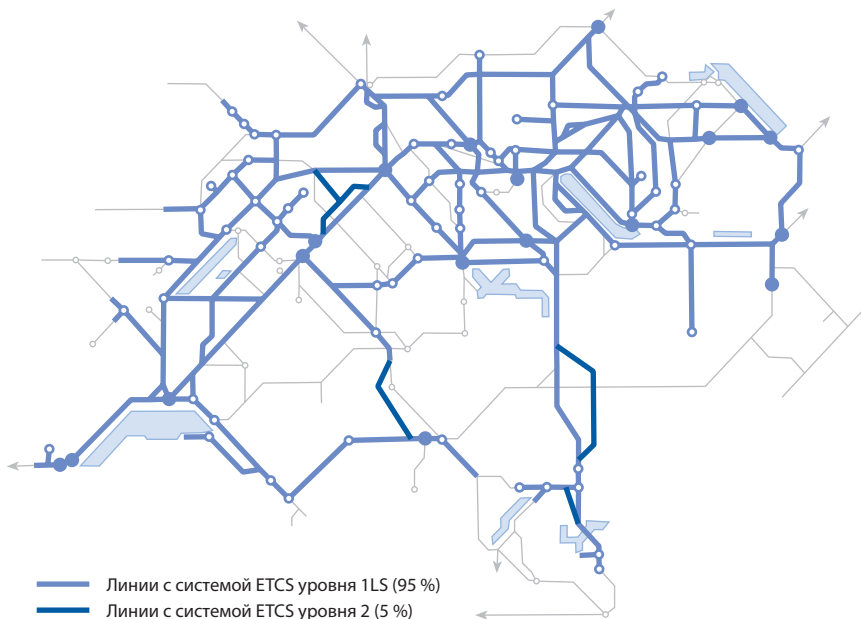 Линии с системой ETCS уровня 1LS (95 %)
Линии с системой ETCS уровня 2 (5 %)